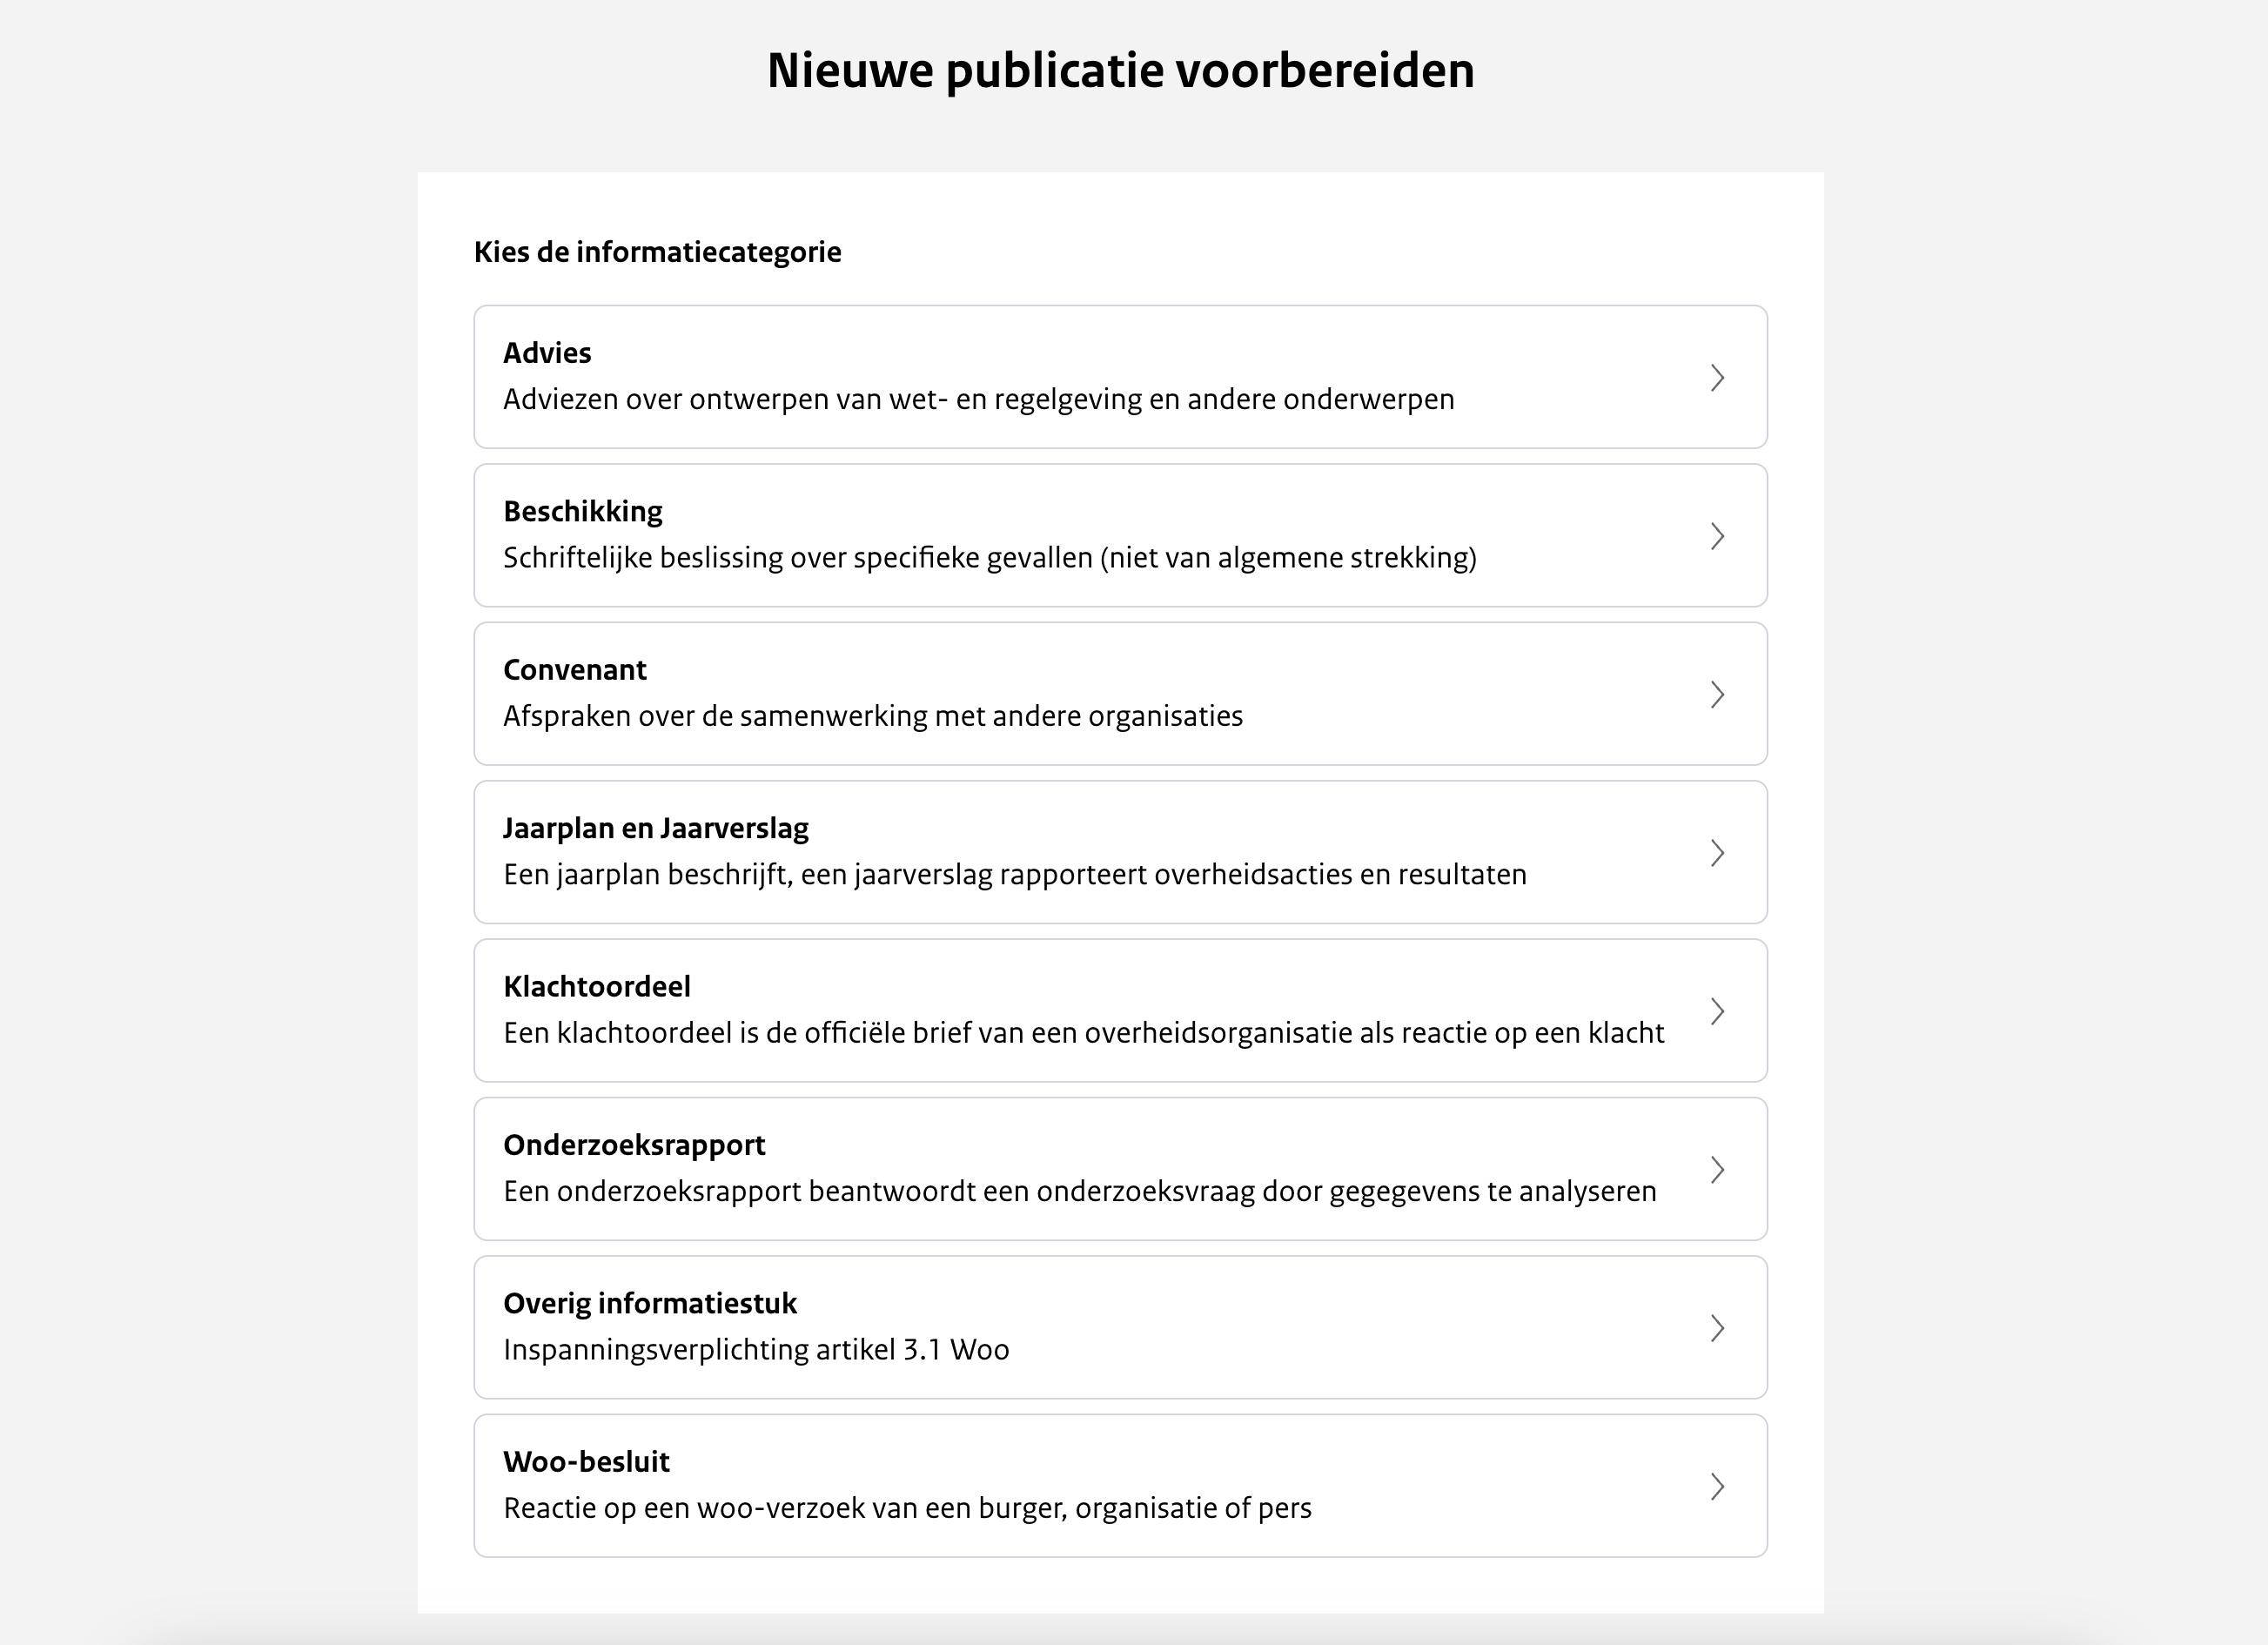 Nieuwe publicatie voorbereiden
Kies de informatiecategorie
Advies
Adviezen over ontwerpen van wet- en regelgeving en andere onderwerpen
Beschikking
Schriftelijke beslissing over specifieke gevallen (niet van algemene strekking)
Convenant
Afspraken over de samenwerking met andere organisaties
Jaarplan en Jaarverslag
Een jaarplan beschrijft, een jaarverslag rapporteert overheidsacties en resultaten
Klachtoordeel
Een klachtoordeel is de officiële brief van een overheidsorganisatie als reactie op een klacht
Onderzoeksrapport
Een onderzoeksrapport beantwoordt een onderzoeksvraag door gegegevens te analyseren
Overig informatiestuk
Inspanningsverplichting artikel 3.1 Woo
Woo-besluit
Reactie op een woo-verzoek van een burger, organisatie of pers